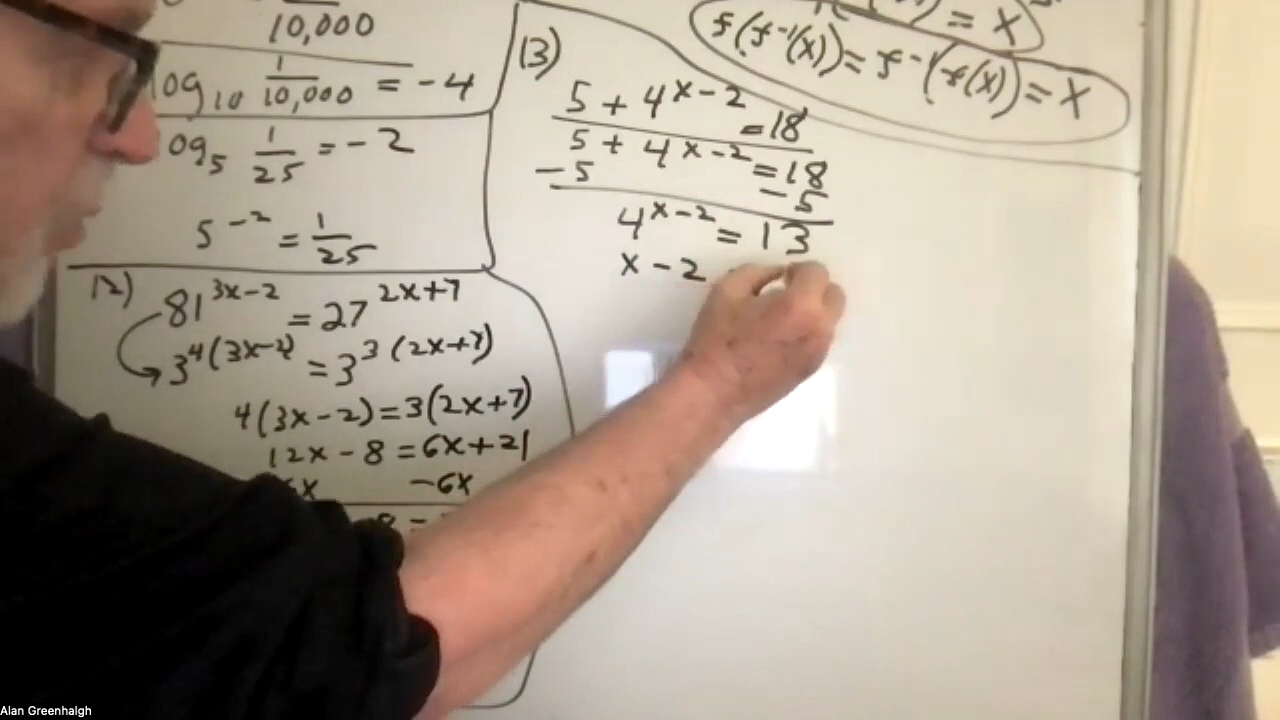 10,000
log₁₀ 1/10,000 = -4
log₅ 1/25 = -2
5⁻² = 1/25
12)
81^3x-2 = 27^2x+7
3^4(3x-2) = 3^3(2x+7)
4(3x-2)=3(2x+7)
12x - 8 = 6x+21
-6x
8 =
13)
5 + 4^x-2 = 18
5 + 4^x-2 = 18
-5 -5
4^x-2 = 13
x - 2
= X
f(f⁻¹(x)) = f⁻¹(f(x)) = X
Alan Greenhalgh